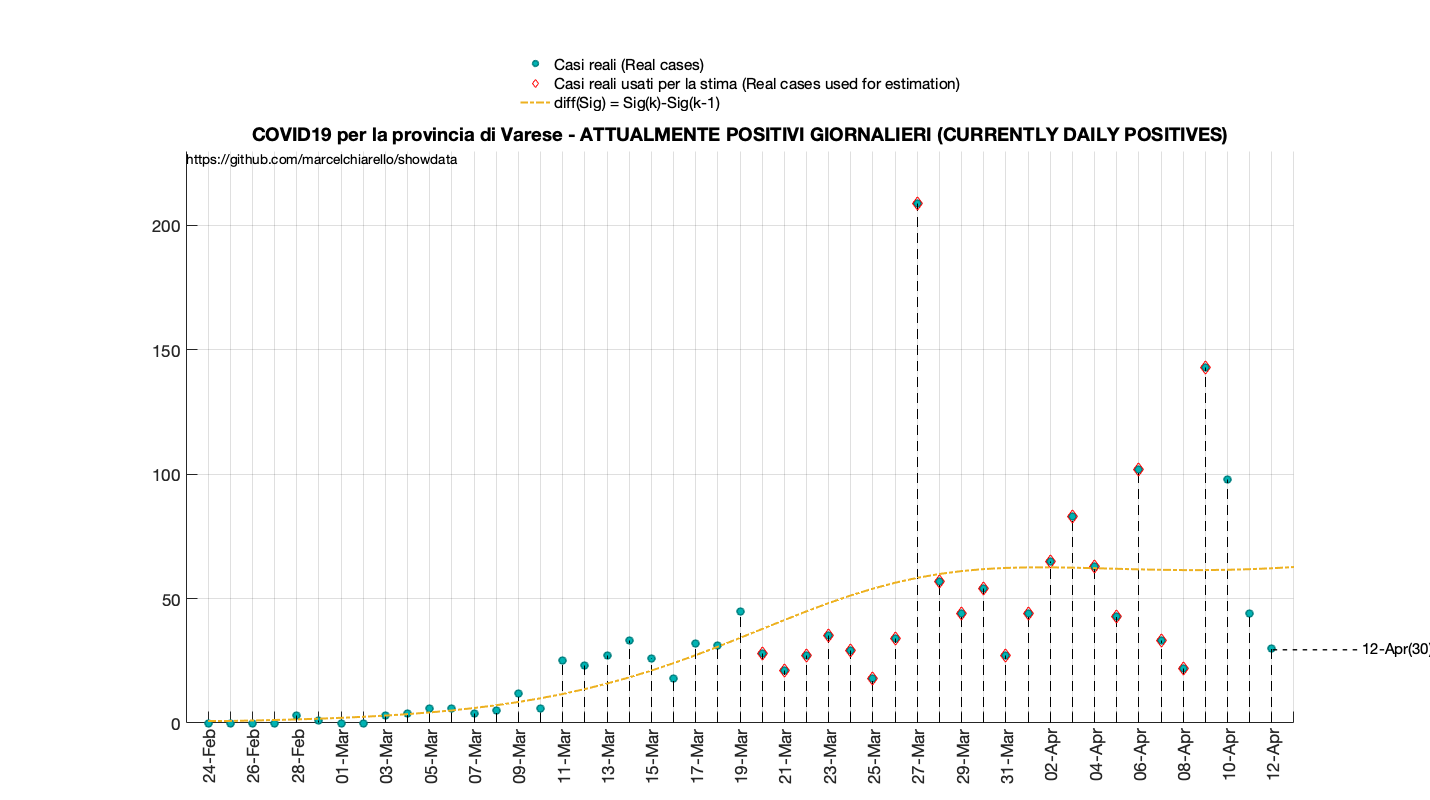 Casi reali (Real cases)
Casi reali usati per la stima (Real cases used for estimation)
diff(Sig) = Sig(k)-Sig(k-1)
COVID19 per la provincia di Varese - ATTUALMENTE POSITIVI GIORNALIERI (CURRENTLY DAILY POSITIVES)
https://github.com/marcelchiarello/showdata
200
150
100
50
0
12-Apr(30)
24-Feb
26-Feb
28-Feb
01-Mar
03-Mar
05-Mar
07-Mar
09-Mar
11-Mar
13-Mar
15-Mar
17-Mar
19-Mar
21-Mar
23-Mar
25-Mar
27-Mar
29-Mar
31-Mar
02-Apr
04-Apr
06-Apr
08-Apr
10-Apr
12-Apr